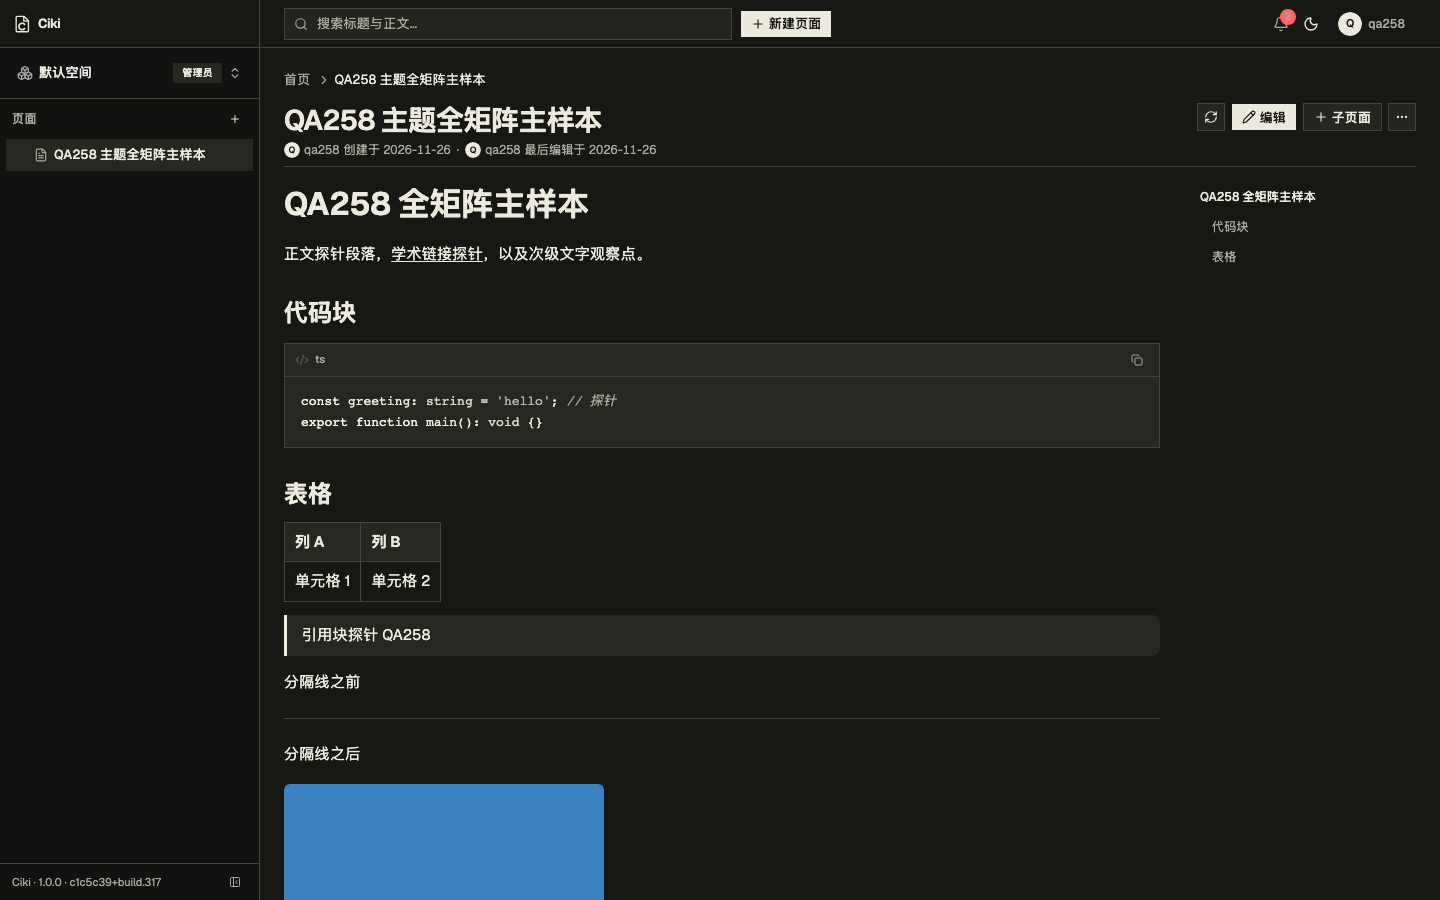 Ciki
搜索标题与正文...
新建页面
2
Q qa258
默认空间
管理员
页面
QA258 主题全矩阵主样本
首页 > QA258 主题全矩阵主样本
QA258 主题全矩阵主样本
编辑
子页面
Q qa258 创建于 2026-11-26 · Q qa258 最后编辑于 2026-11-26
QA258 全矩阵主样本
正文探针段落，学术链接探针，以及次级文字观察点。
代码块
</> ts
const greeting: string = 'hello'; // 探针
export function main(): void {}
表格
列 A 列 B
单元格 1 单元格 2
引用块探针 QA258
分隔线之前
分隔线之后
QA258 全矩阵主样本
代码块
表格
Ciki · 1.0.0 · c1c5c39+build.317